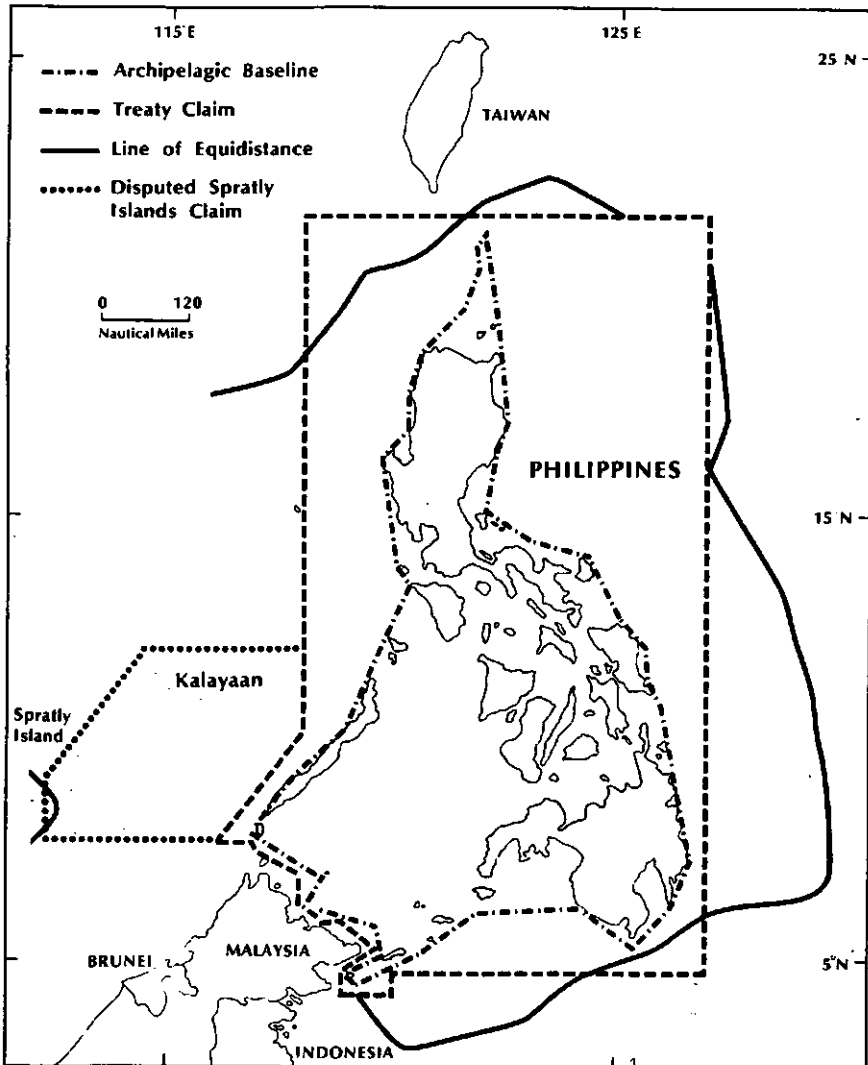 115°E
125 E
25 N
Archipelagic Baseline
Treaty Claim
Line of Equidistance
Disputed Spratly
Islands Claim
TAIWAN
0 120
Nautical Miles
PHILIPPINES
15°N
Kalayaan
Spratly
Island
BRUNEI
MALAYSIA
5°N
INDONESIA